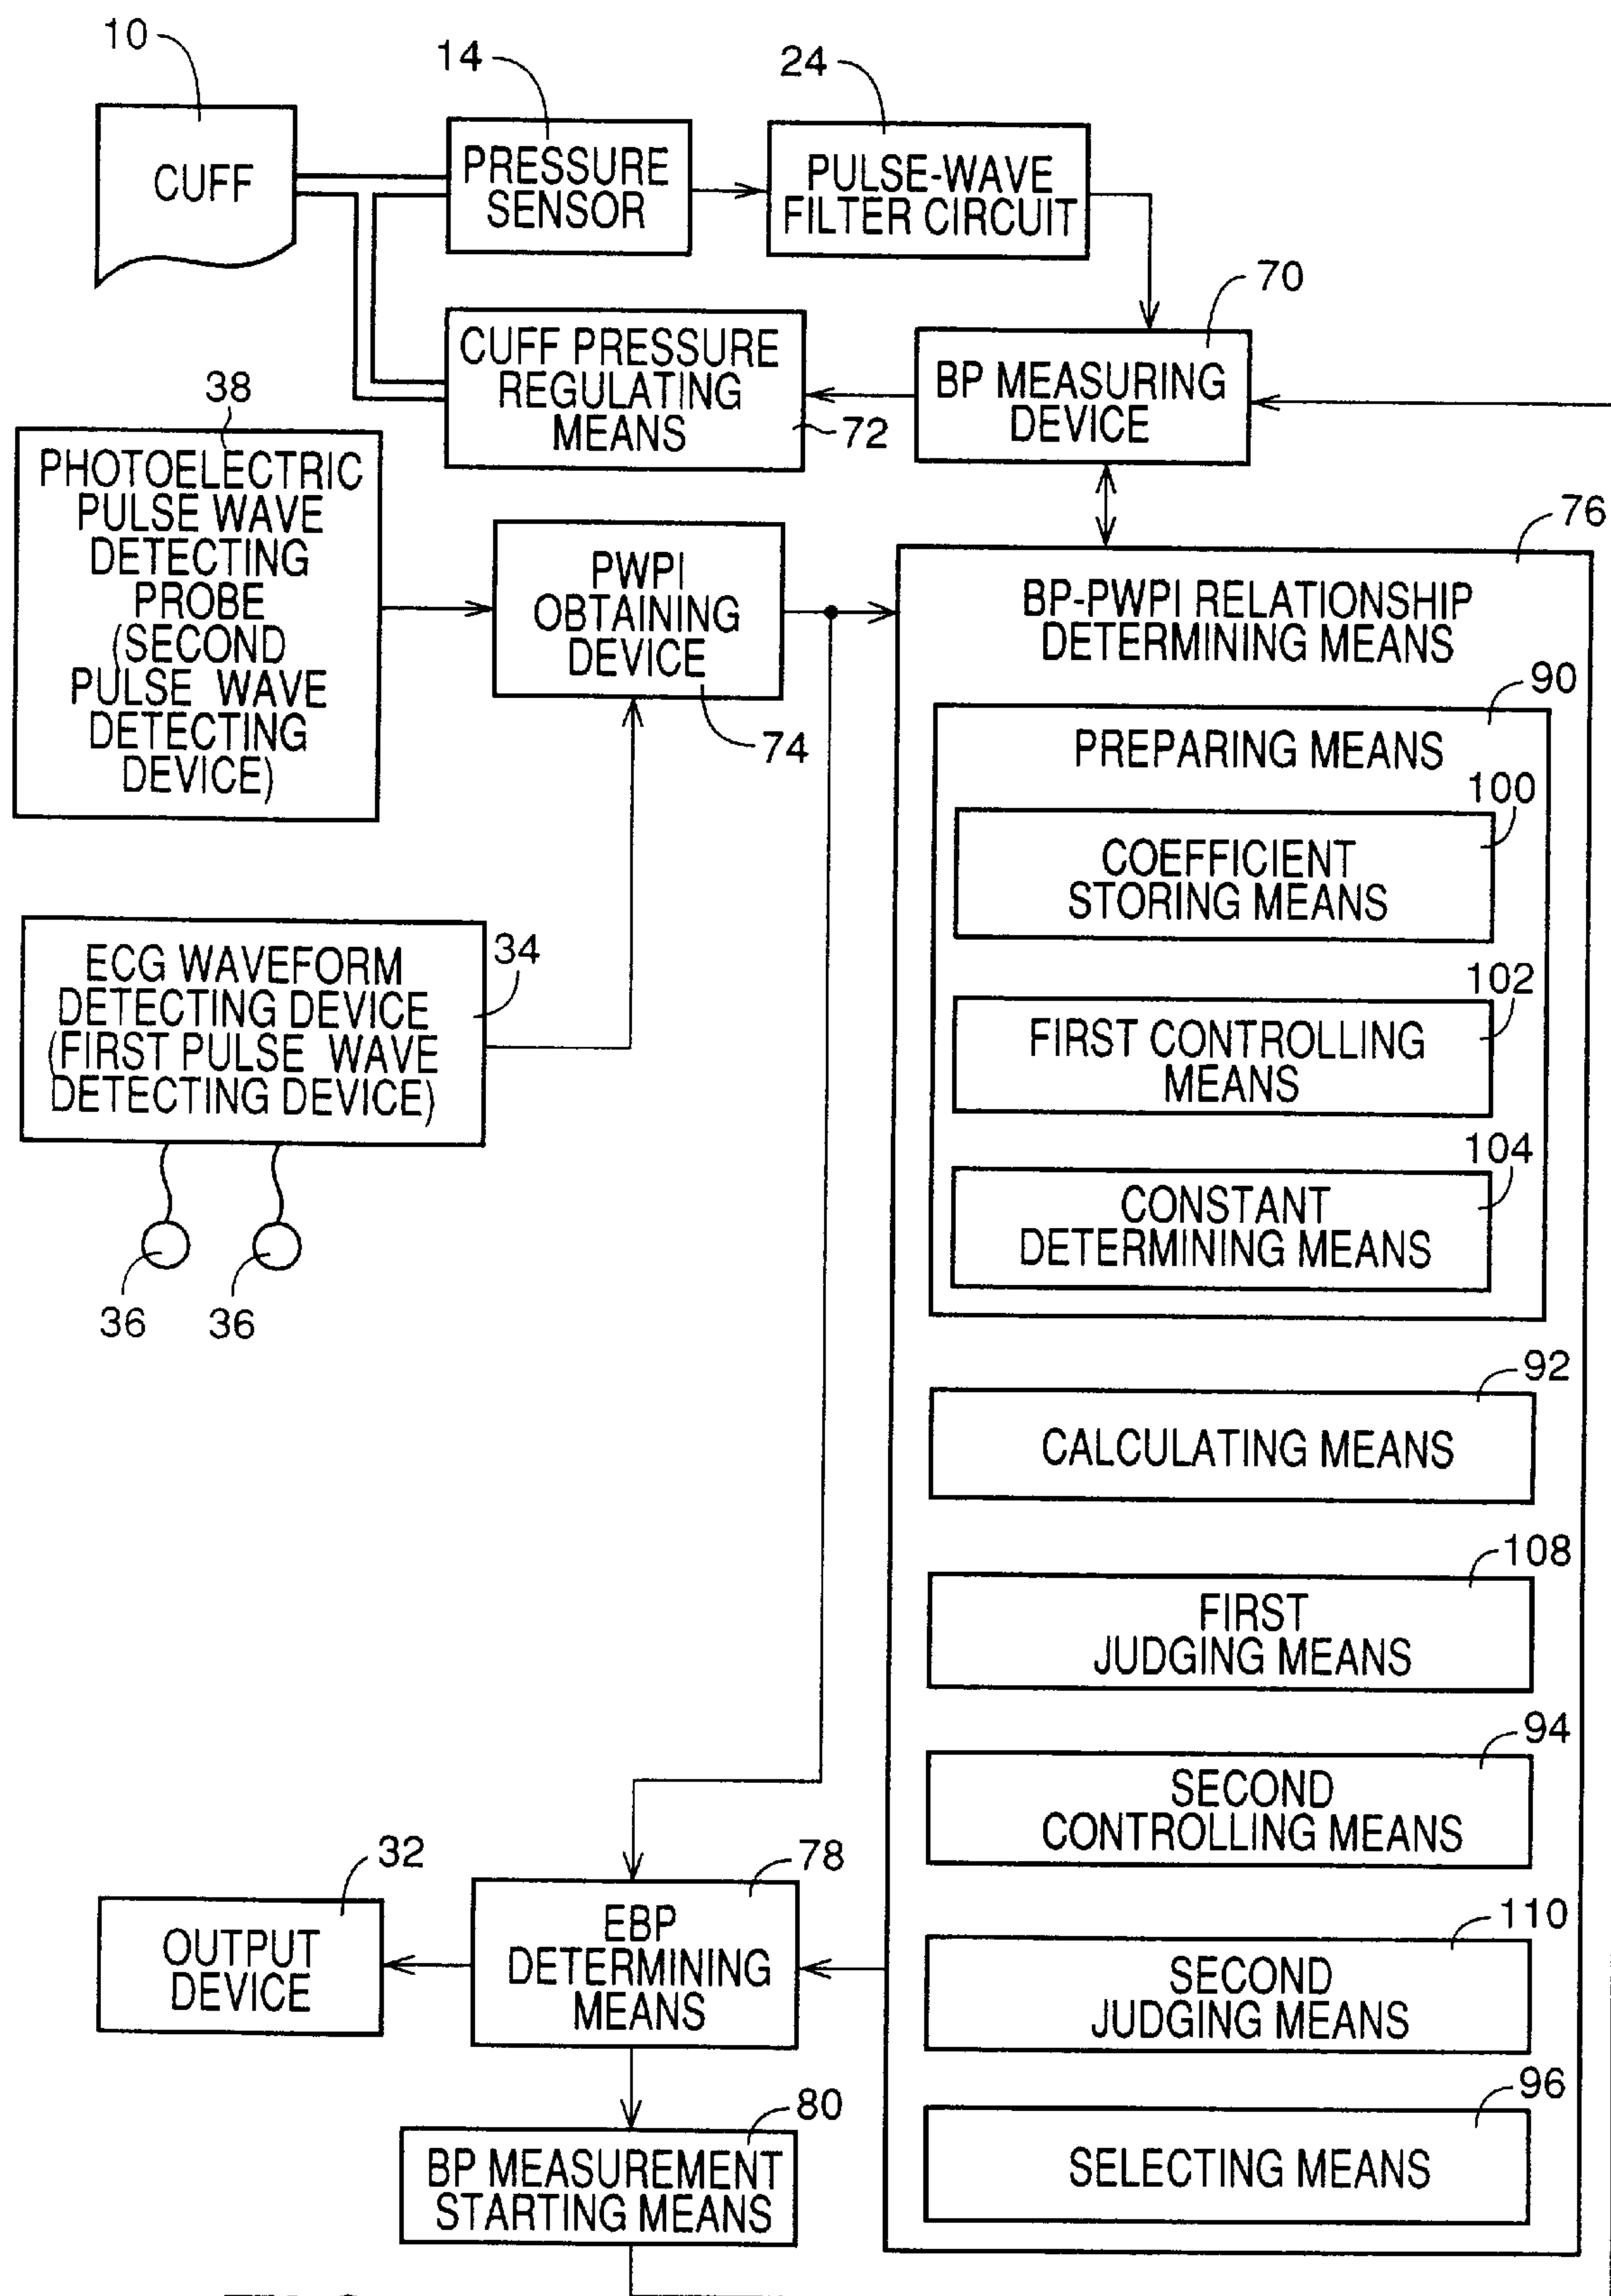 10
14
24
CUFF
PRESSURE
SENSOR
PULSE-WAVE
FILTER CIRCUIT
70
CUFF PRESSURE
REGULATING
MEANS
72
BP MEASURING
DEVICE
38
PHOTOELECTRIC
PULSE WAVE
DETECTING
PROBE
(SECOND
PULSE WAVE
DETECTING
DEVICE)
PWPI
OBTAINING
DEVICE
74
76
BP-PWPI RELATIONSHIP
DETERMINING MEANS
90
PREPARING MEANS
100
COEFFICIENT
STORING MEANS
102
FIRST CONTROLLING
MEANS
104
CONSTANT
DETERMINING MEANS
34
ECG WAVEFORM
DETECTING DEVICE
(FIRST PULSE WAVE
DETECTING DEVICE)
36
36
92
CALCULATING MEANS
108
FIRST
JUDGING MEANS
94
SECOND
CONTROLLING MEANS
110
SECOND
JUDGING MEANS
96
SELECTING MEANS
32
OUTPUT
DEVICE
78
EBP
DETERMINING
MEANS
80
BP MEASUREMENT
STARTING MEANS